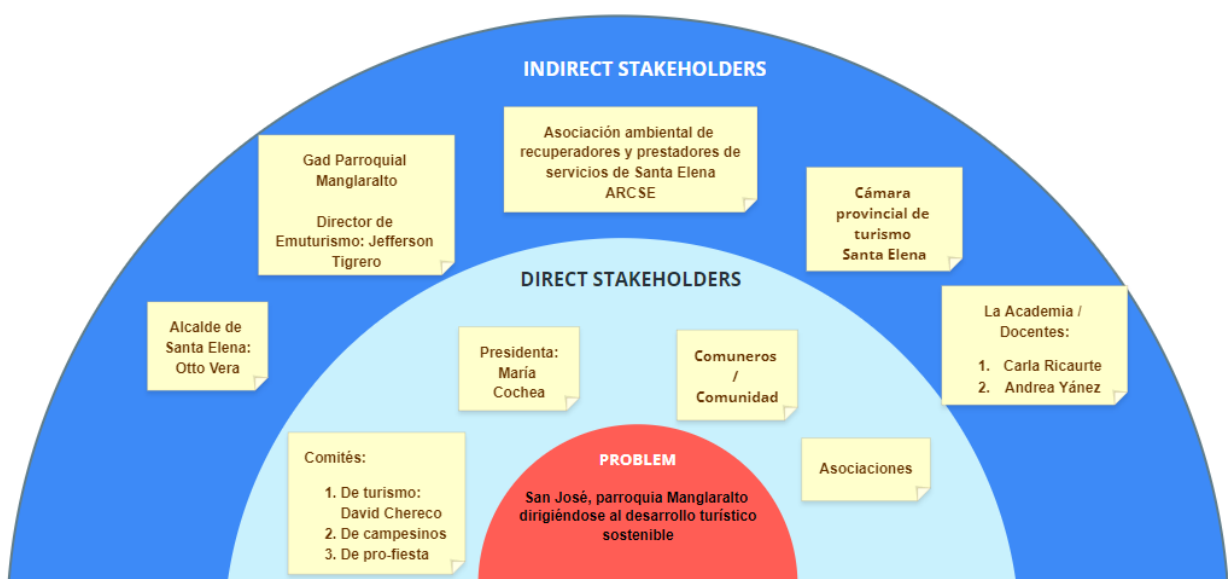 INDIRECT STAKEHOLDERS
Asociación ambiental de
recuperadores y prestadores de
servicios de Santa Elena
ARCSE
Gad Parroquial
Manglaralto
Director de
Emuturismo: Jefferson
Tigrero
Cámara
provincial de
turismo
Santa Elena
Alcalde de
Santa Elena:
Otto Vera
La Academia /
Docentes:
1. Carla Ricaurte
2. Andrea Yánez
DIRECT STAKEHOLDERS
Presidenta:
María
Cochea
Comuneros
/
Comunidad
Comités:
1. De turismo:
David Chereco
2. De campesinos
3. De pro-fiesta
Asociaciones
PROBLEM
San José, parroquia Manglaralto
dirigiéndose al desarrollo turístico
sostenible